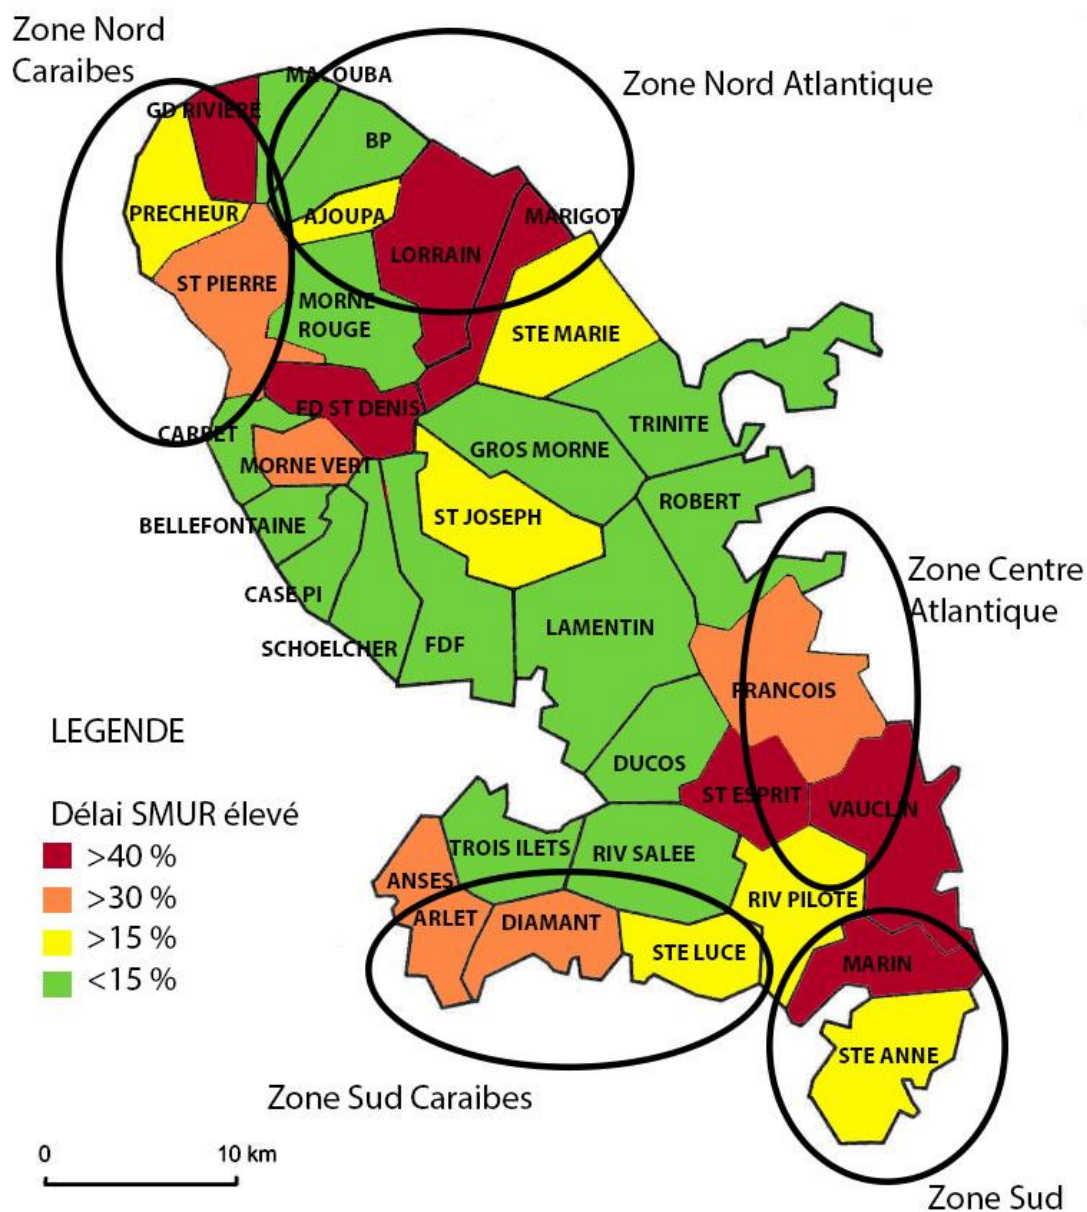 Zone Nord
Caraibes
Zone Nord Atlantique
MACOUBA
GD RIVIERE
BP
PRECHEUR
AJOUPA
MARIGOT
LORRAIN
ST PIERRE
MORNE
ROUGE
STE MARIE
FD ST DENIS
TRINITE
CARBET
GROS MORNE
MORNE VERT
ROBERT
ST JOSEPH
BELLEFONTAINE
Zone Centre
Atlantique
CASE PI
LAMENTIN
SCHOELCHER
FDF
FRANCOIS
LEGENDE
DUCOS
ST ESPRIT
VAUCLIN
Délai SMUR élevé
>40 %
>30 %
>15 %
<15 %
TROIS ILETS
RIV SALEE
ANSES
ARLET
RIV PILOTE
DIAMANT
STE LUCE
MARIN
STE ANNE
Zone Sud Caraibes
0
10 km
Zone Sud